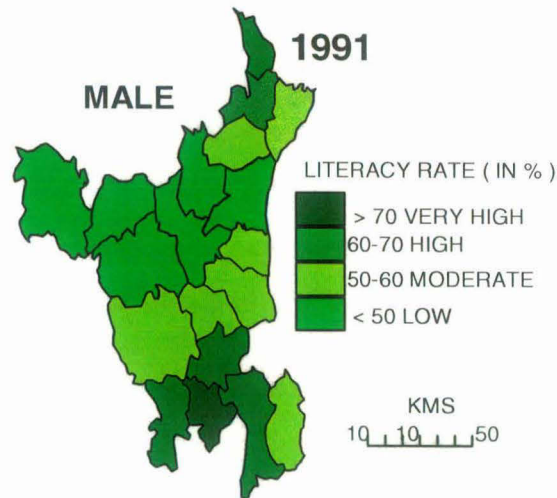 1991
MALE
LITERACY RATE ( IN % )
> 70 VERY HIGH
60-70 HIGH
50-60 MODERATE
< 50 LOW
KMS
10 10 50